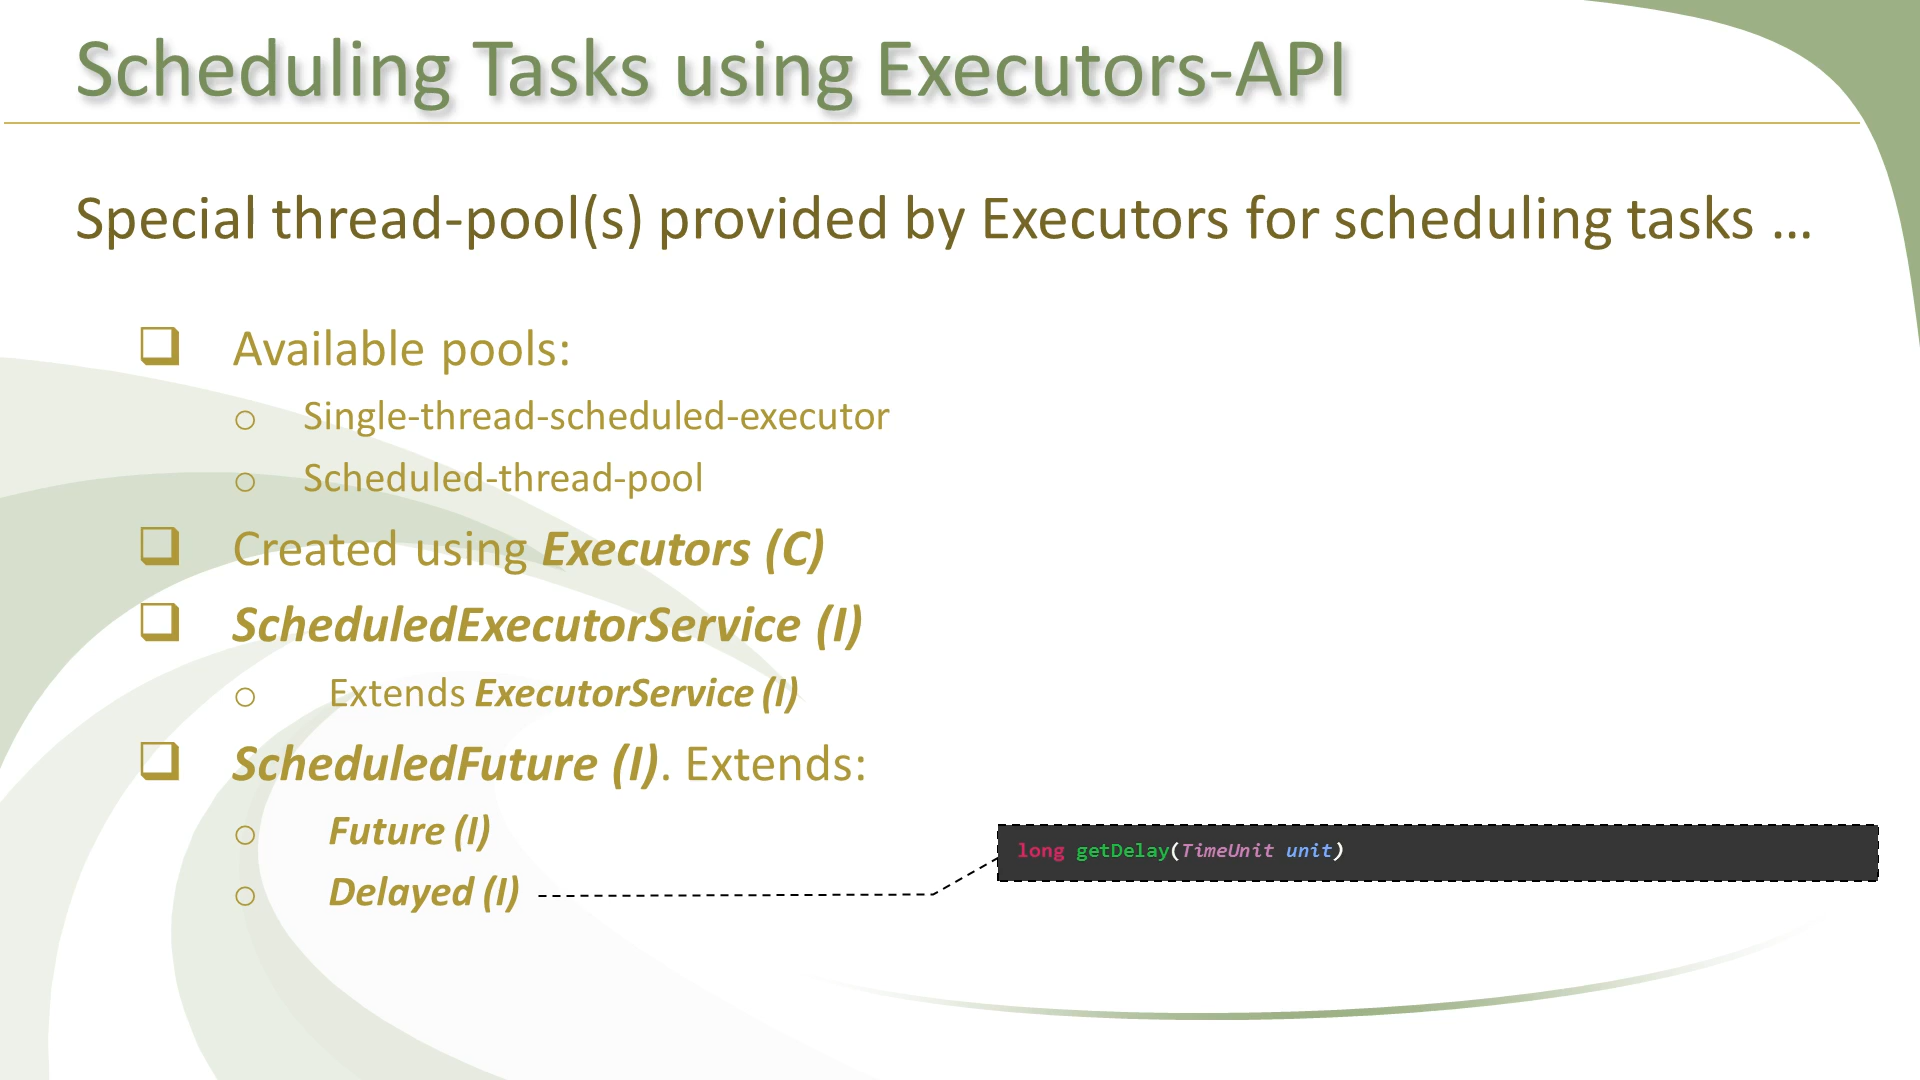 Scheduling Tasks using Executors-API
Special thread-pool(s) provided by Executors for scheduling tasks ...
Available pools:
Single-thread-scheduled-executor
Scheduled-thread-pool
Created using Executors (C)
ScheduledExecutorService (I)
Extends ExecutorService (I)
ScheduledFuture (I). Extends:
Future (I)
Delayed (I)
long getDelay(TimeUnit unit)